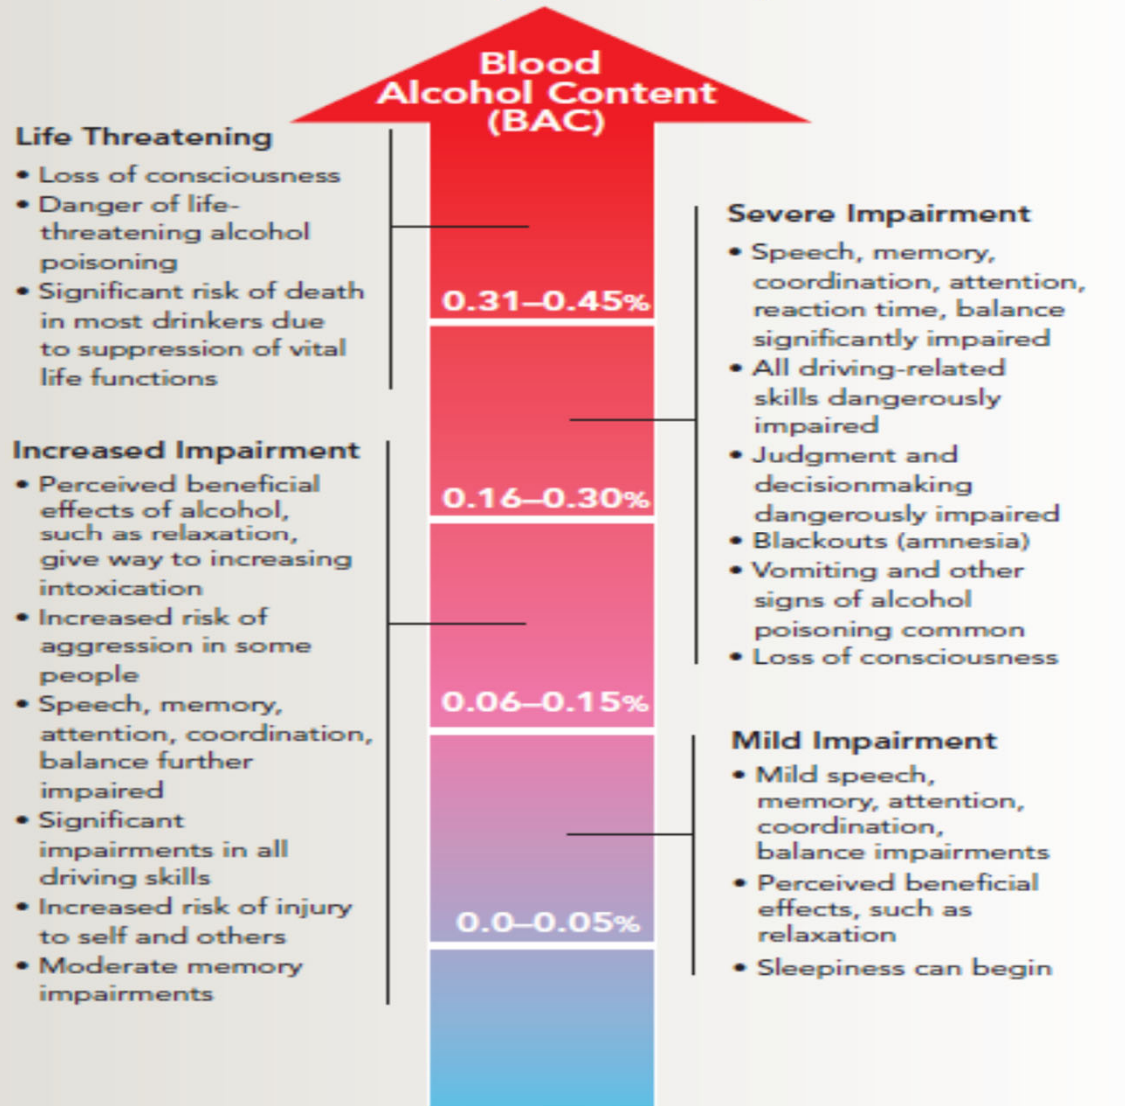 Blood
Alcohol Content
(BAC)
Life Threatening
• Loss of consciousness
• Danger of life-
threatening alcohol
poisoning
• Significant risk of death
in most drinkers due
to suppression of vital
life functions
0.31–0.45%
Severe Impairment
• Speech, memory,
coordination, attention,
reaction time, balance
significantly impaired
• All driving-related
skills dangerously
impaired
• Judgment and
decisionmaking
dangerously impaired
• Blackouts (amnesia)
• Vomiting and other
signs of alcohol
poisoning common
• Loss of consciousness
0.16–0.30%
Increased Impairment
• Perceived beneficial
effects of alcohol,
such as relaxation,
give way to increasing
intoxication
• Increased risk of
aggression in some
people
• Speech, memory,
attention, coordination,
balance further
impaired
• Significant
impairments in all
driving skills
• Increased risk of injury
to self and others
• Moderate memory
impairments
0.06–0.15%
Mild Impairment
• Mild speech,
memory, attention,
coordination,
balance impairments
• Perceived beneficial
effects, such as
relaxation
• Sleepiness can begin
0.0–0.05%